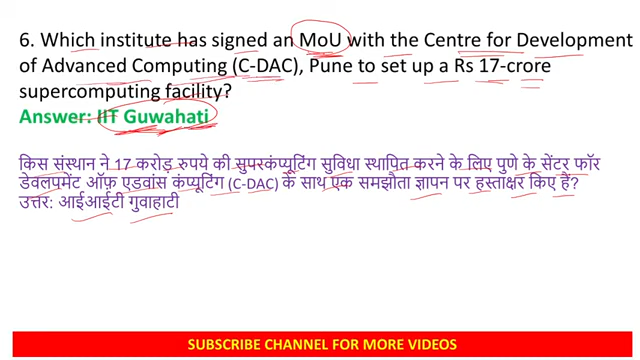 6. Which institute has signed an MoU with the Centre for Development
of Advanced Computing (C-DAC), Pune to set up a Rs 17-crore
supercomputing facility?
Answer: IIT Guwahati
किस संस्थान ने 17 करोड़ रुपये की सुपरकंप्यूटिंग सुविधा स्थापित करने के लिए पुणे के सेंटर फॉर
डेवलपमेंट ऑफ़ एडवांस कंप्यूटिंग (C-DAC) के साथ एक समझौता ज्ञापन पर हस्ताक्षर किए हैं?
उत्तर: आईआईटी गुवाहाटी
SUBSCRIBE CHANNEL FOR MORE VIDEOS